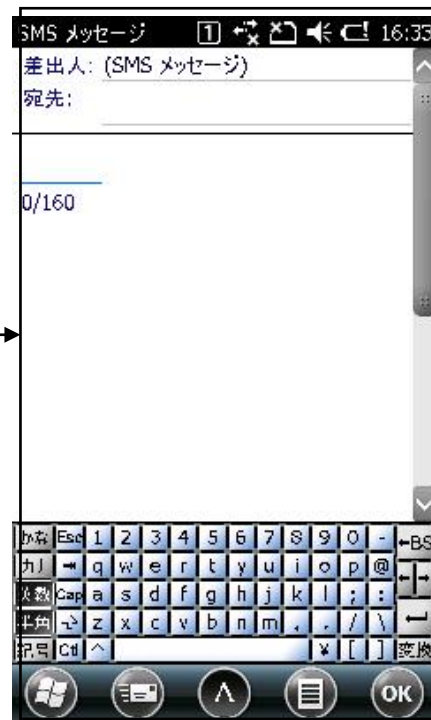 SMS メッセージ 1 16:33
差出人: (SMS メッセージ)
宛先:
0/160
かな Esc 1 2 3 4 5 6 7 8 9 0 - ←BS
カナ q w e r t y u i o p @ ← →
英数 Cap a s d f g h j k l ; :
半角 z x c v b n m , . / \
記号 Ctl ^ ¥ [ ] 変換
OK